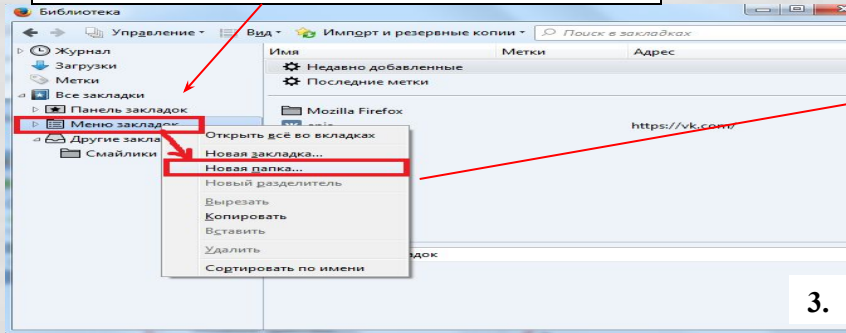 Библиотека
Управление Вид Импорт и резервные копии Поиск в закладках
Журнал
Загрузки
Метки
Все закладки
Панель закладок
Меню закладок
Другие закла
Смайлики
Имя Метки Адрес
Недавно добавленные
Последние метки
Mozilla Firefox
https://vk.com/
Открыть всё во вкладках
Новая закладка...
Новая папка...
Новый разделитель
Вырезать
Копировать
Вставить
Удалить
Сортировать по имени
док
3.